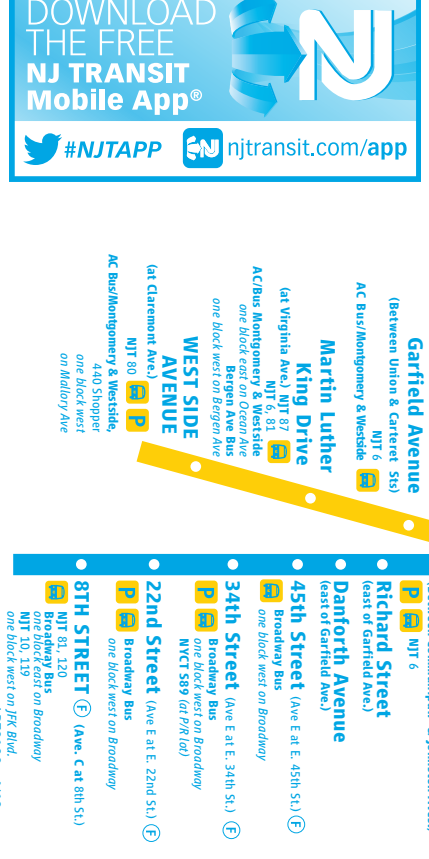 DOWNLOAD
THE FREE
NJ TRANSIT
Mobile App®
NJ
#NJTAPP
NJ
njtransit.com/app
Garfield Avenue
(Between Union & Carteret Sts)
NJT 6
AC Bus/Montgomery & Westside
Martin Luther
King Drive
(at Virginia Ave.) NJT 87
NJT 6, 81
AC/Bus Montgomery & Westside
one block east on Ocean Ave
Bergen Ave Bus
one block west on Bergen Ave
WEST SIDE
AVENUE
(at Claremont Ave.)
NJT 80 P
AC Bus/Montgomery & Westside,
440 Shopper
one block west
on Mallory Ave
P NJT 6
Richard Street
(east of Garfield Ave.)
Danforth Avenue
(east of Garfield Ave.)
45th Street (Ave E at E. 45th St.) F
Broadway Bus
one block west on Broadway
34th Street (Ave E at E. 34th St.) F
P Broadway Bus
one block west on Broadway
NYCT S89 (at P/R lot)
22nd Street (Ave E at E. 22nd St.) F
P Broadway Bus
one block west on Broadway
8TH STREET F (Ave. C at 8th St.)
NJT 81, 120
Broadway Bus
one block east on Broadway
NJT 10, 119
one block west on JFK Blvd.